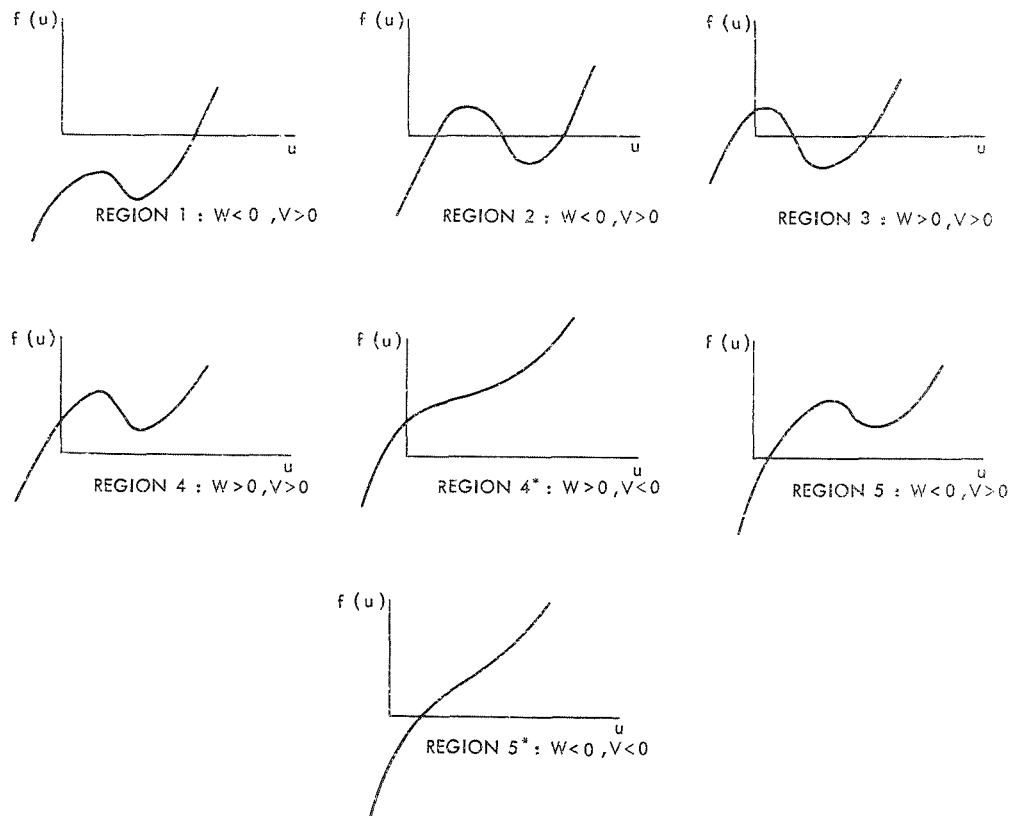 f (u)
u
REGION 1 : W<0 ,V>0
f (u)
u
REGION 2 : W<0 ,V>0
f (u)
u
REGION 3 : W>0 ,V>0
f (u)
u
REGION 4 : W>0 ,V>0
f (u)
u
REGION 4* : W>0 ,V<0
f (u)
u
REGION 5 : W<0 ,V>0
f (u)
u
REGION 5* : W<0 ,V<0